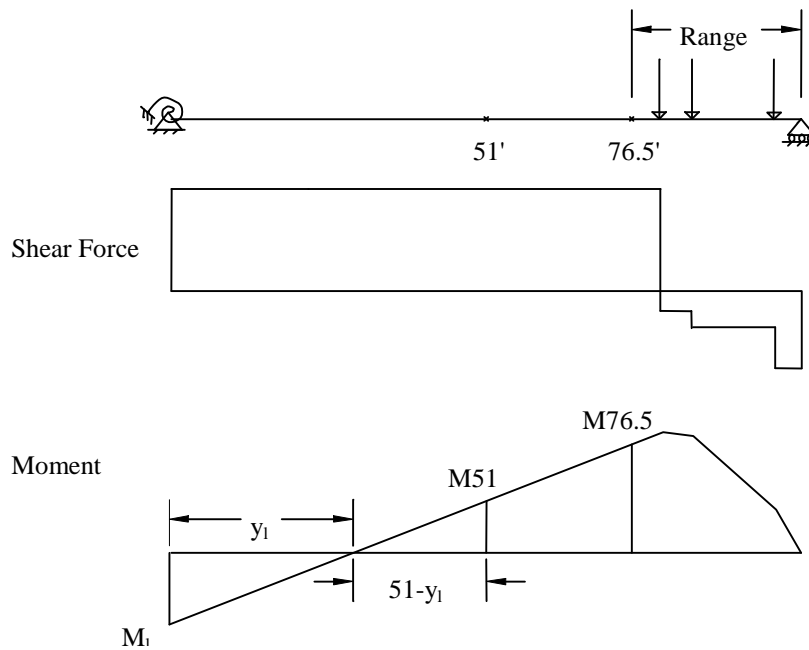 Range
51'
76.5'
Shear Force
M76.5
Moment
M51
y₁
51-y₁
M₁